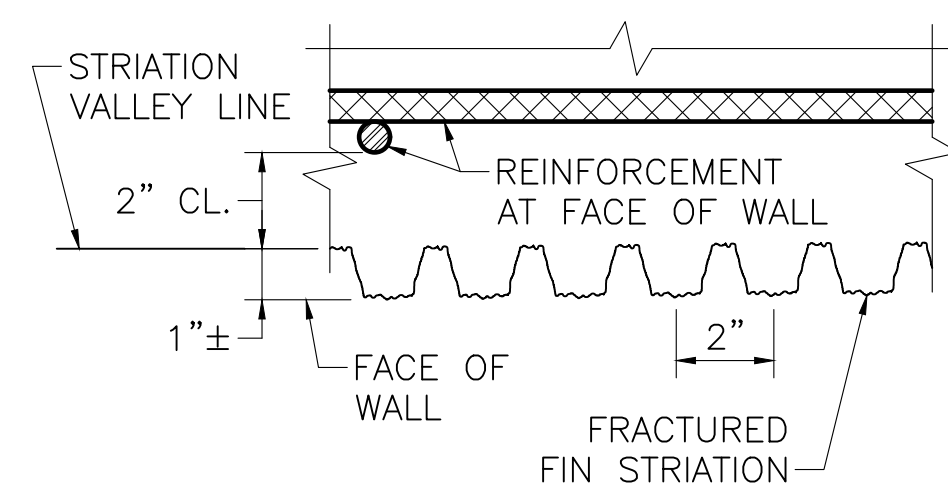 STRIATION
VALLEY LINE
2" CL.
REINFORCEMENT
AT FACE OF WALL
1"±
2"
FACE OF
WALL
FRACTURED
FIN STRIATION